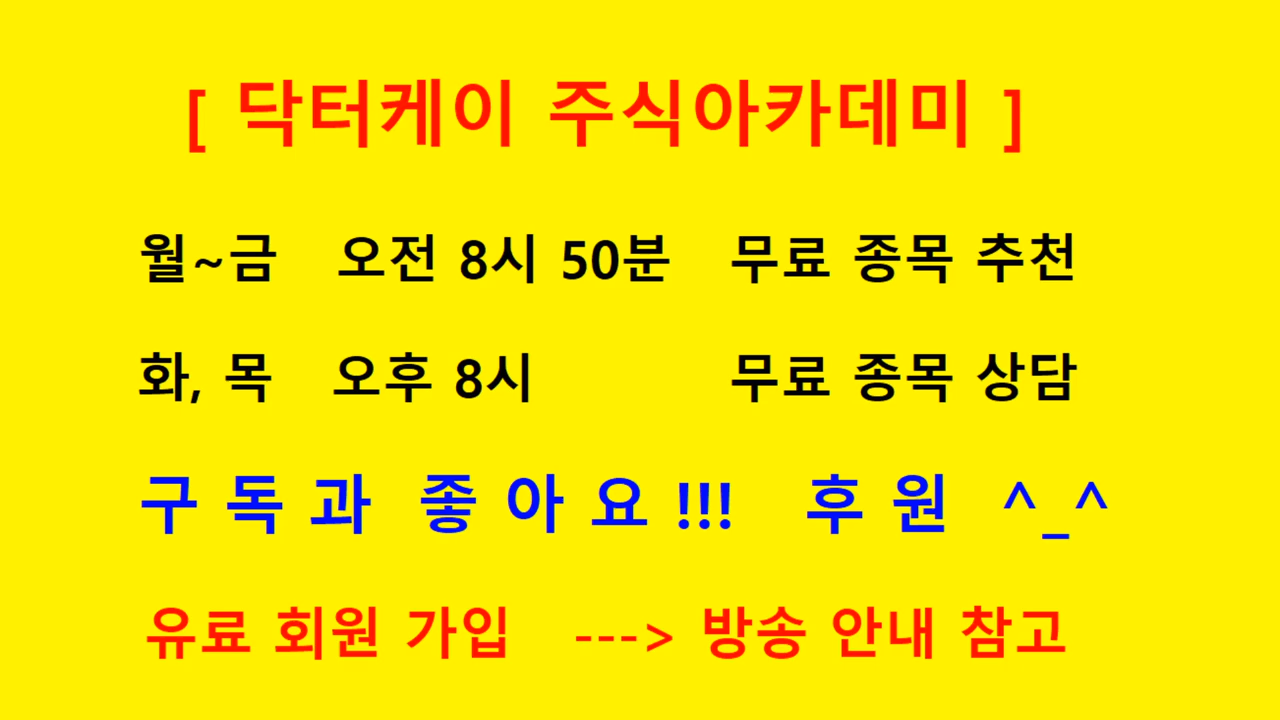 [ 닥터케이 주식아카데미 ]
월~금 오전 8시 50분 무료 종목 추천
화, 목 오후 8시 무료 종목 상담
구 독 과 좋 아 요 !!! 후 원 ^_^
유료 회원 가입 ---> 방송 안내 참고